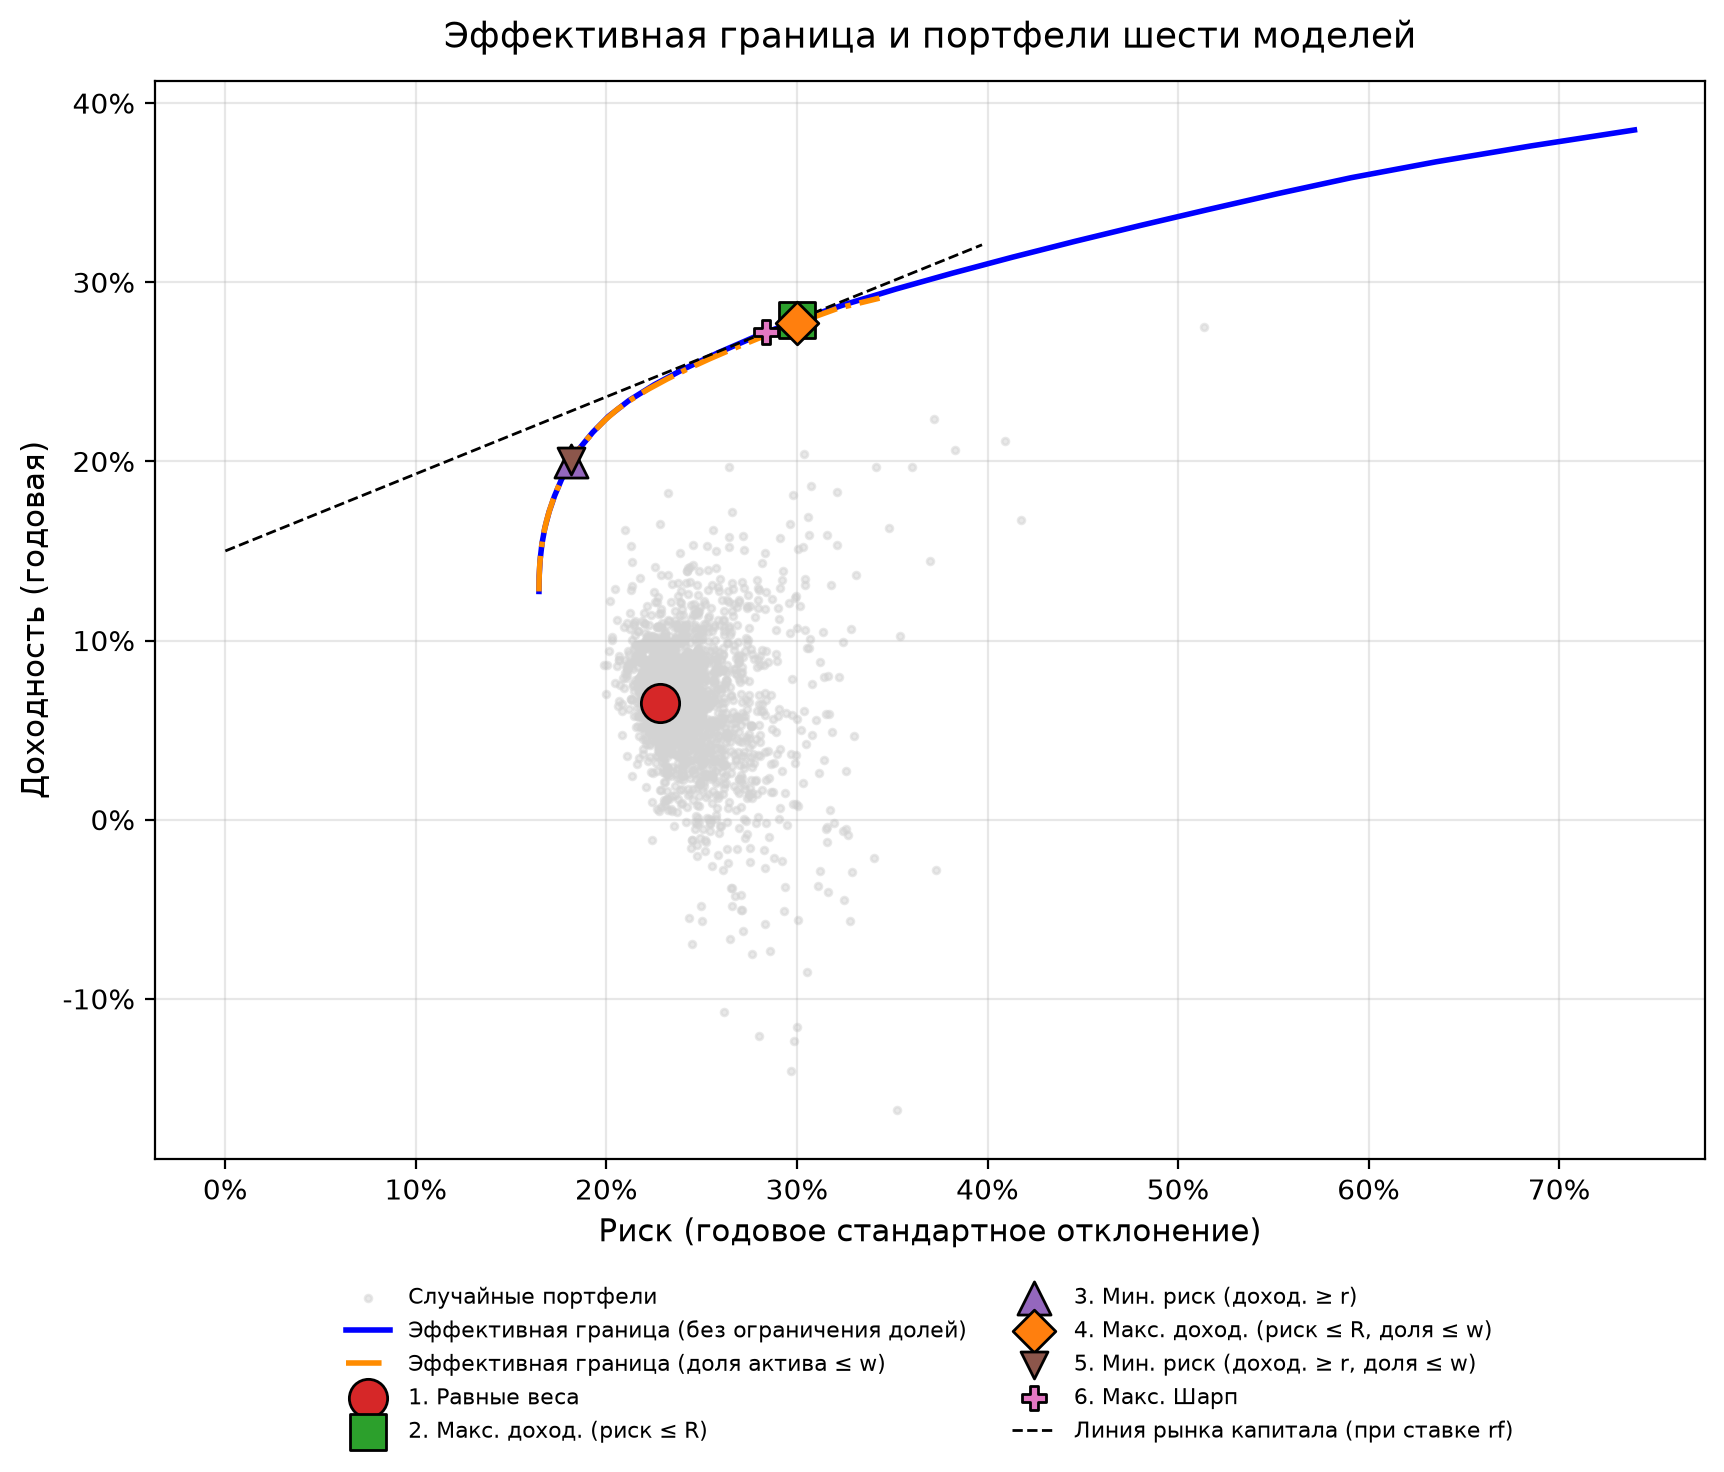 Эффективная граница и портфели шести моделей
40%
30%
20%
10%
0%
-10%
Доходность (годовая)
0%
10%
20%
30%
40%
50%
60%
70%
Риск (годовое стандартное отклонение)
Случайные портфели
Эффективная граница (без ограничения долей)
Эффективная граница (доля актива ≤ w)
1. Равные веса
2. Макс. доход. (риск ≤ R)
3. Мин. риск (доход. ≥ r)
4. Макс. доход. (риск ≤ R, доля ≤ w)
5. Мин. риск (доход. ≥ r, доля ≤ w)
6. Макс. Шарп
Линия рынка капитала (при ставке rf)